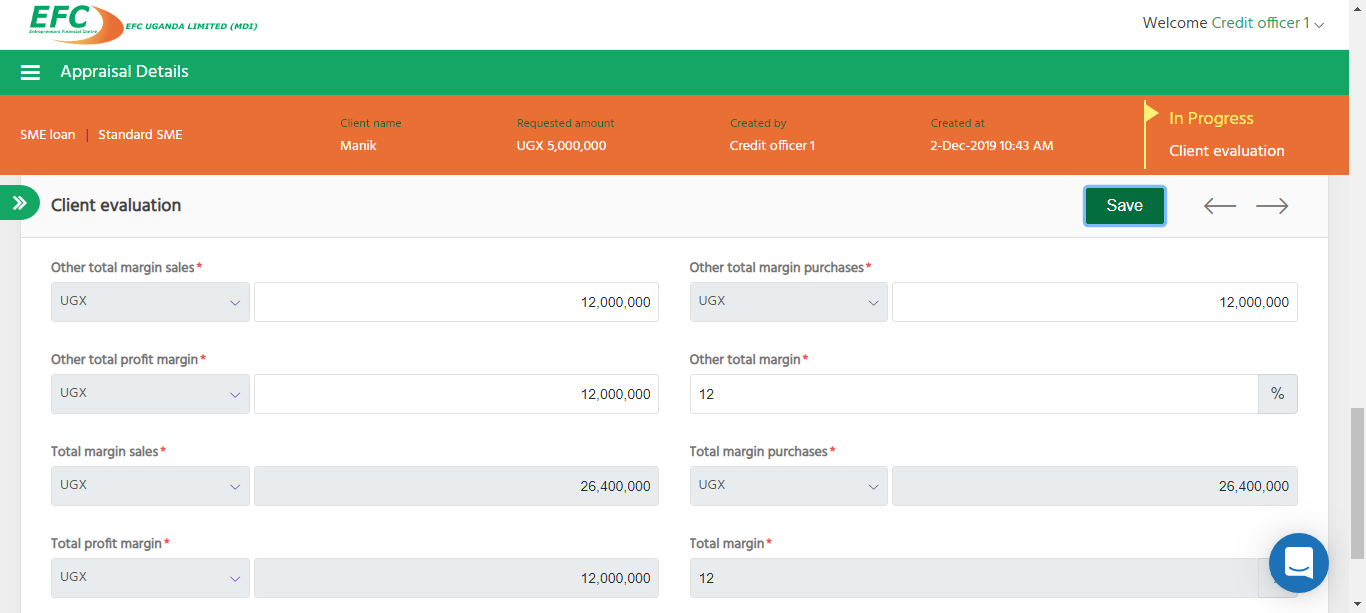 EFC
Entrepreneurs Financial Centre
EFC UGANDA LIMITED (MDI)
Welcome Credit officer 1
Appraisal Details
SME loan | Standard SME
Client name
Manik
Requested amount
UGX 5,000,000
Created by
Credit officer 1
Created at
2-Dec-2019 10:43 AM
In Progress
Client evaluation
Client evaluation
Save
Other total margin sales*
UGX
12,000,000
Other total margin purchases*
UGX
12,000,000
Other total profit margin*
UGX
12,000,000
Other total margin*
12
%
Total margin sales*
UGX
26,400,000
Total margin purchases*
UGX
26,400,000
Total profit margin*
UGX
12,000,000
Total margin*
12